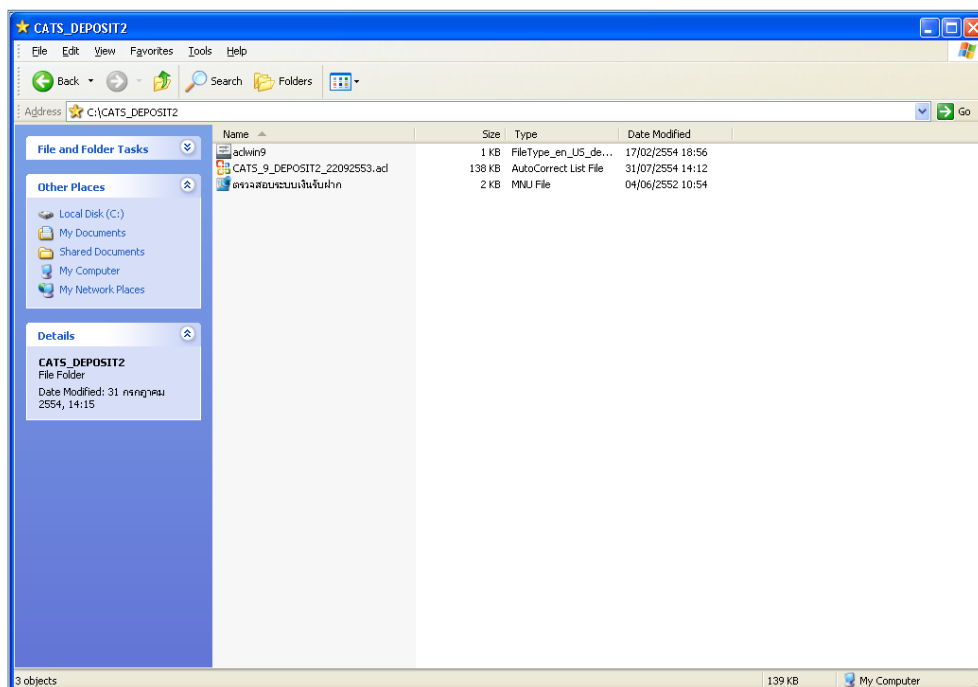 CATS_DEPOSIT2
File Edit View Favorites Tools Help
Back Search Folders
Address C:\CATS_DEPOSIT2 Go
File and Folder Tasks
Other Places
Local Disk (C:)
My Documents
Shared Documents
My Computer
My Network Places
Details
CATS_DEPOSIT2
File Folder
Date Modified: 31 กรกฎาคม
2554, 14:15
Name Size Type Date Modified
aclwin9 1 KB FileType_en_US_de... 17/02/2554 18:56
CATS_9_DEPOSIT2_22092553.acl 138 KB AutoCorrect List File 31/07/2554 14:12
ตรวจสอบระบบเงินรับฝาก 2 KB MNU File 04/06/2552 10:54
3 objects 139 KB My Computer